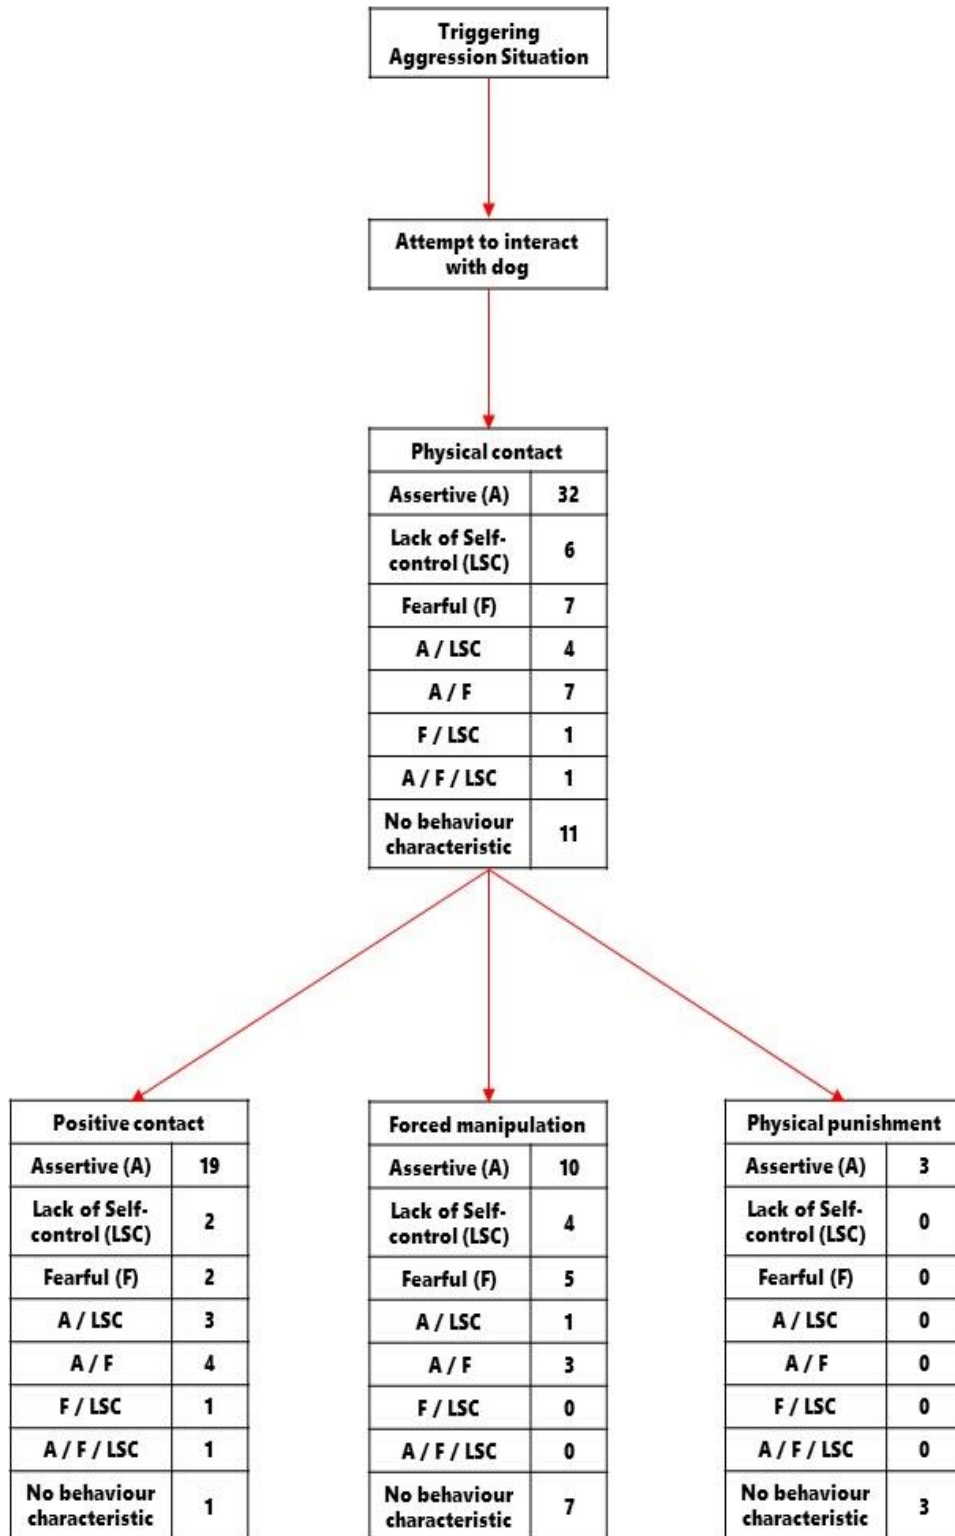 Triggering
Aggression Situation
Attempt to interact
with dog
Physical contact
Assertive (A) 32
Lack of Self-
control (LSC) 6
Fearful (F) 7
A / LSC 4
A / F 7
F / LSC 1
A / F / LSC 1
No behaviour
characteristic 11
Positive contact
Assertive (A) 19
Lack of Self-
control (LSC) 2
Fearful (F) 2
A / LSC 3
A / F 4
F / LSC 1
A / F / LSC 1
No behaviour
characteristic 1
Forced manipulation
Assertive (A) 10
Lack of Self-
control (LSC) 4
Fearful (F) 5
A / LSC 1
A / F 3
F / LSC 0
A / F / LSC 0
No behaviour
characteristic 7
Physical punishment
Assertive (A) 3
Lack of Self-
control (LSC) 0
Fearful (F) 0
A / LSC 0
A / F 0
F / LSC 0
A / F / LSC 0
No behaviour
characteristic 3